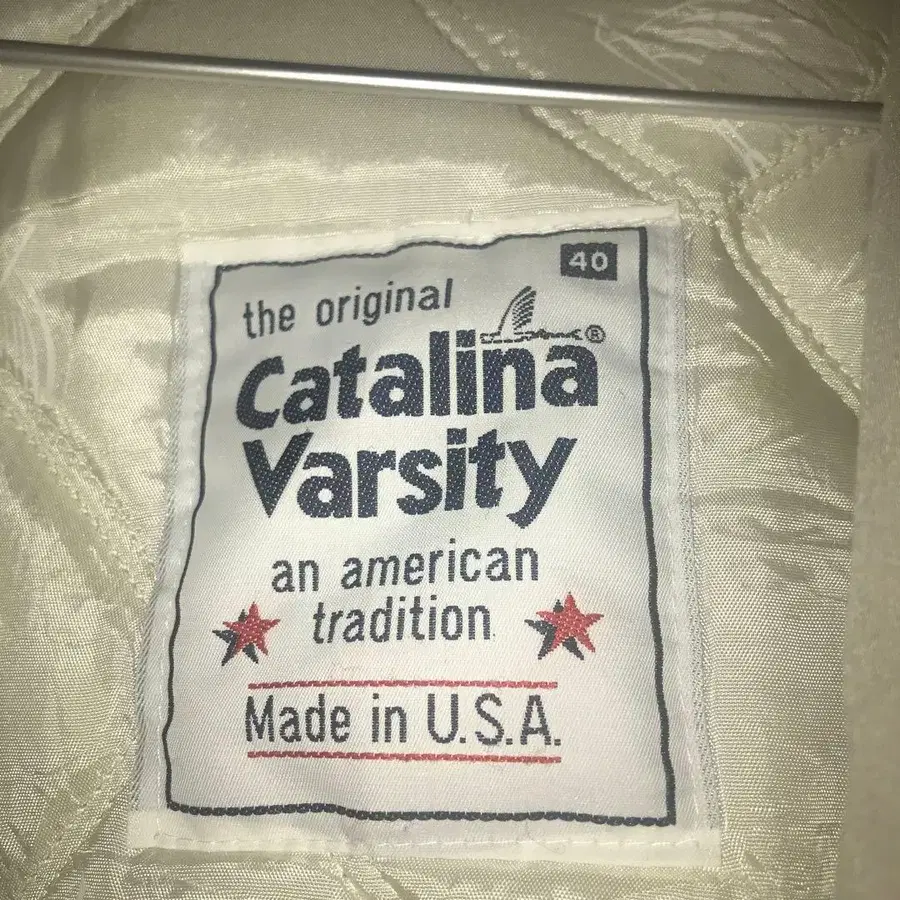 40
the original
Catalina®
Varsity
an american
tradition
Made in U.S.A.